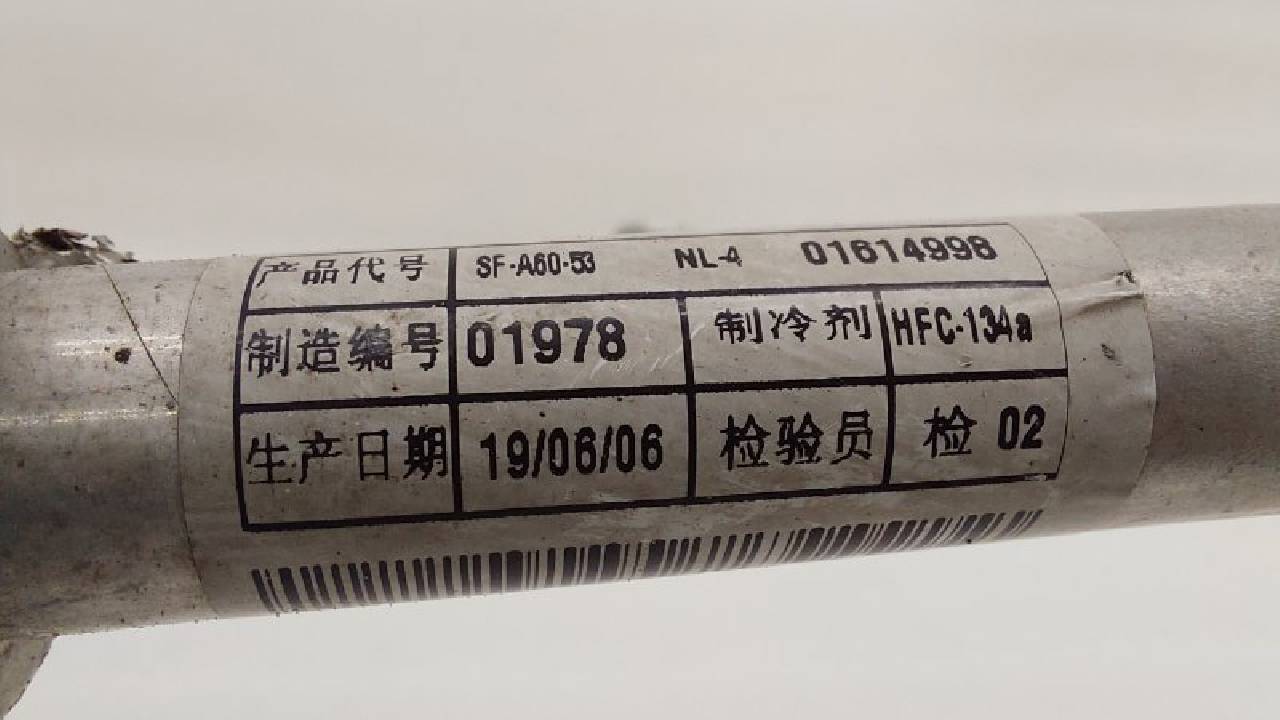 产品代号 SF-A60-53 NL-4 01614998
制造编号 01978 制冷剂 HFC-134a
生产日期 19/06/06 检验员 检 02